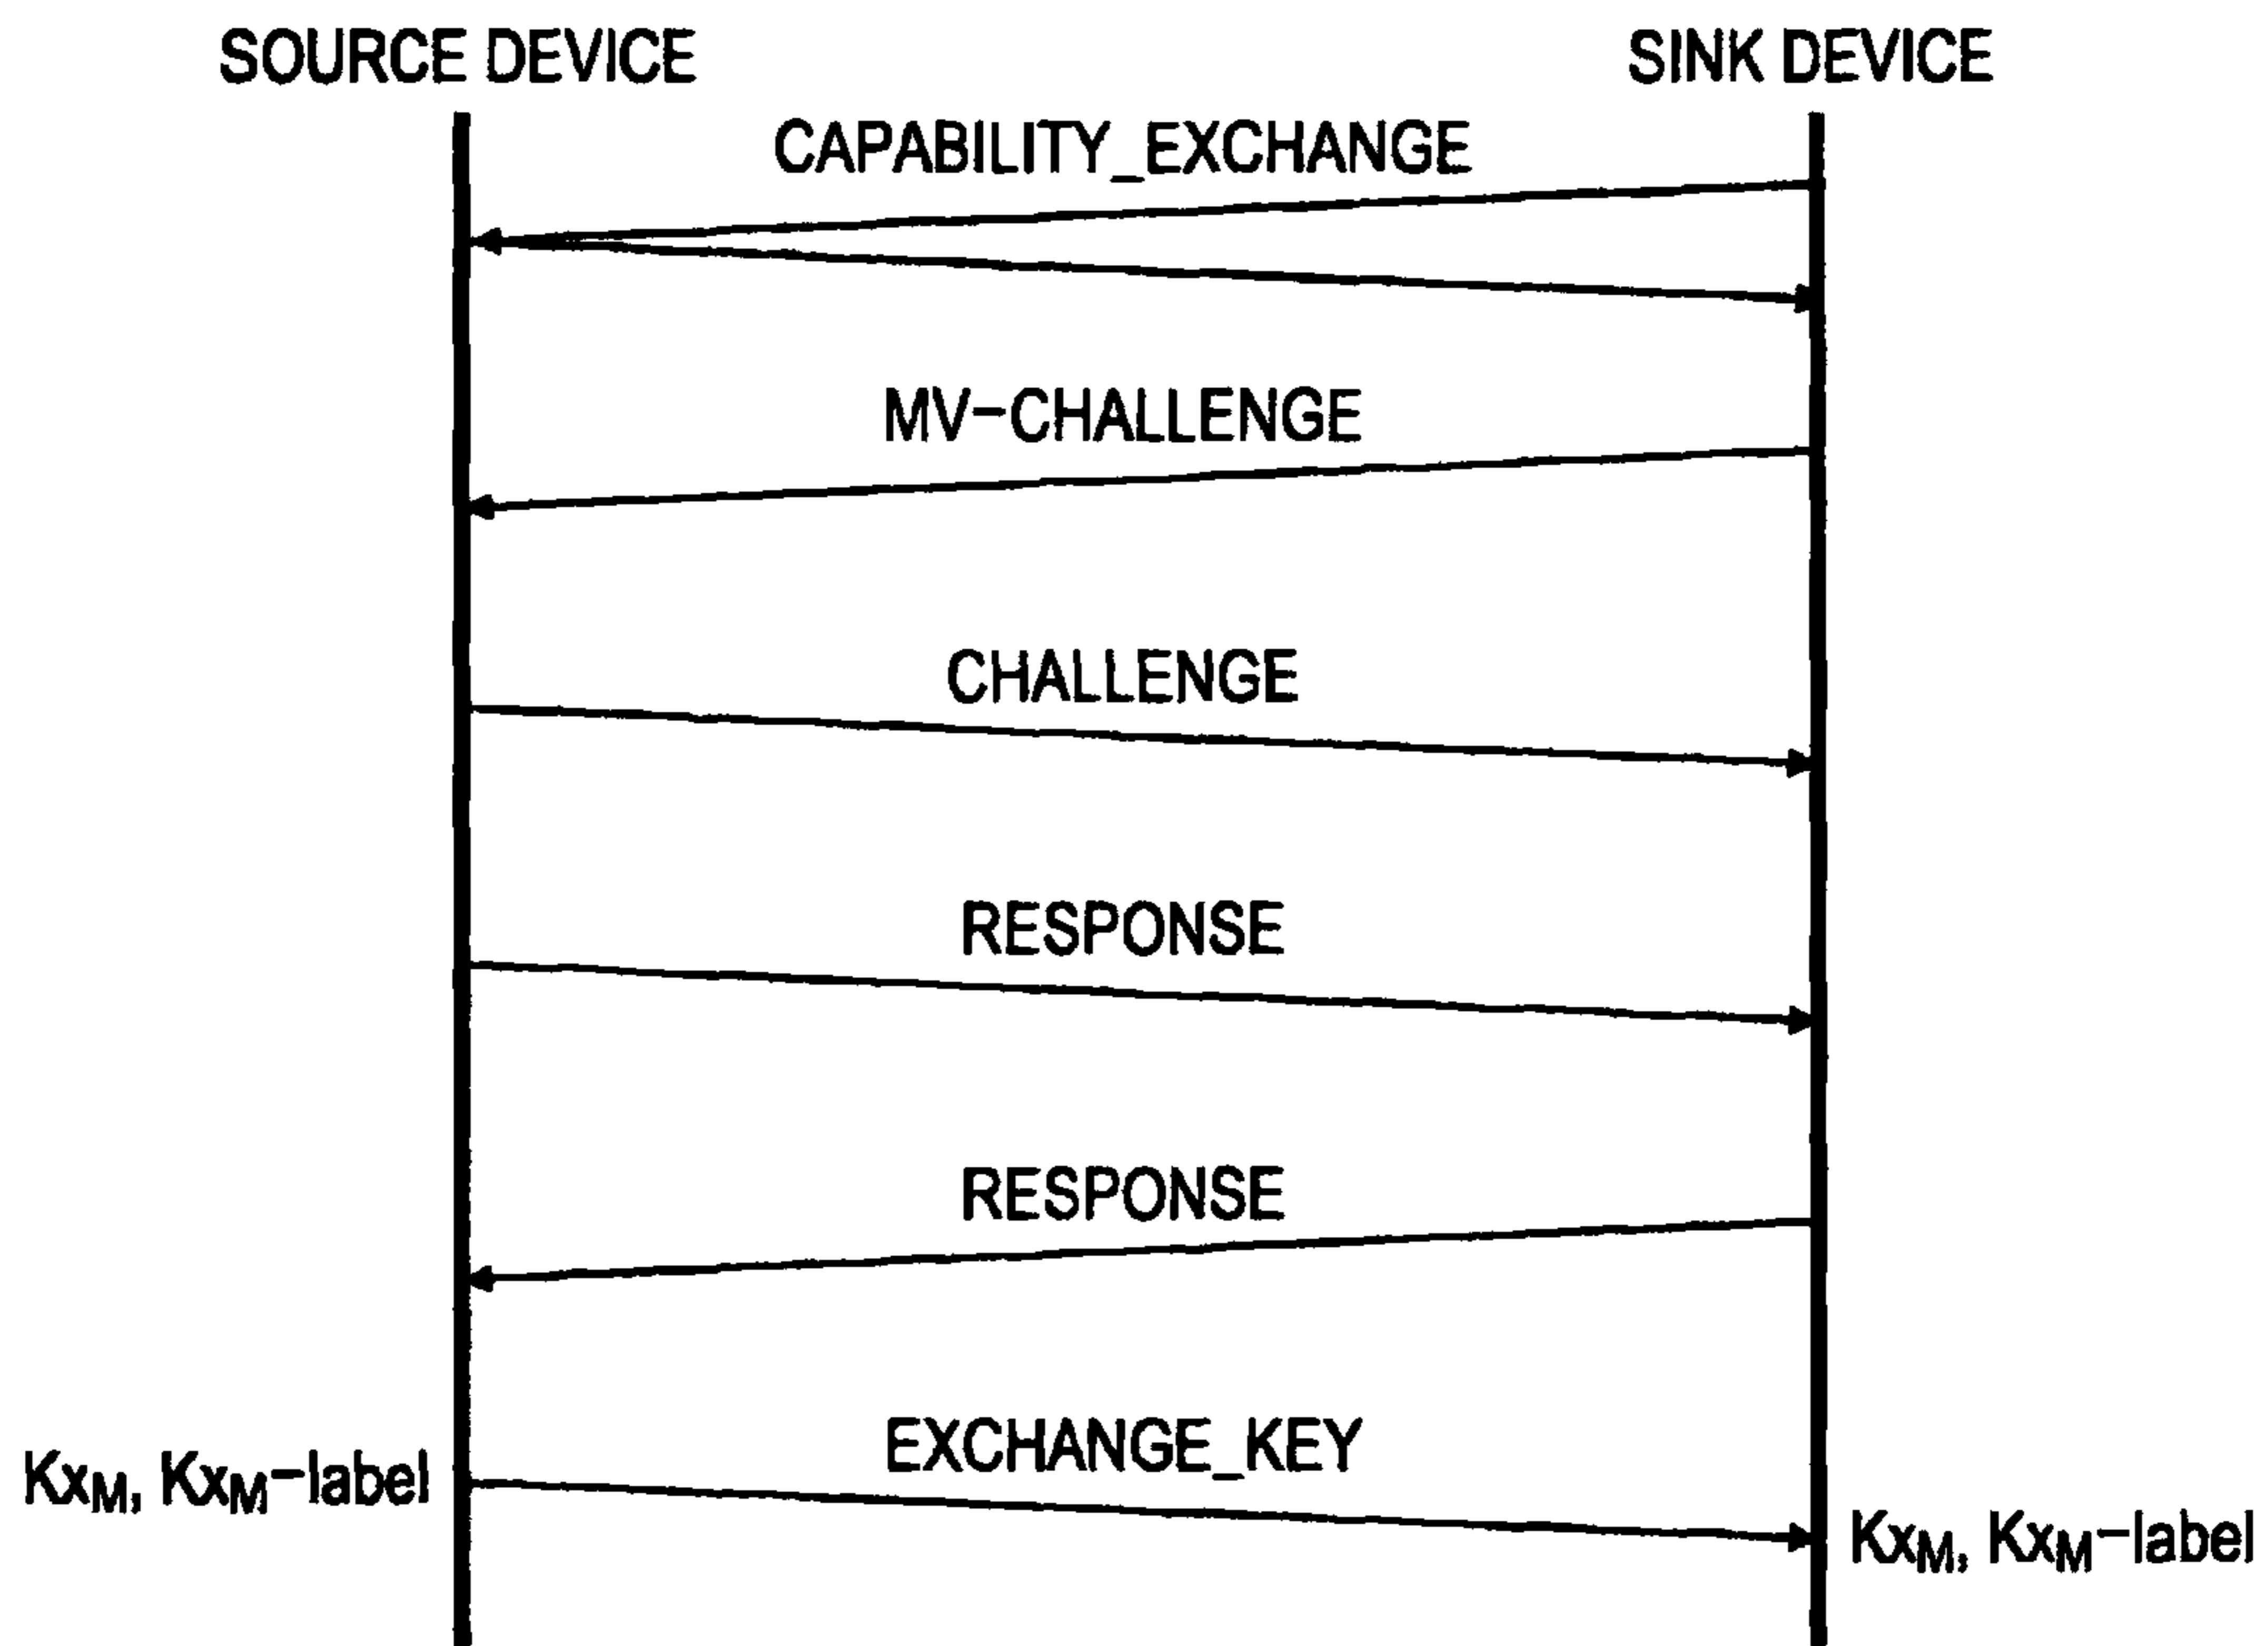 SOURCE DEVICE
SINK DEVICE
CAPABILITY_EXCHANGE
MV-CHALLENGE
CHALLENGE
RESPONSE
RESPONSE
EXCHANGE_KEY
KxM, KxM-label
KxM, KxM-label